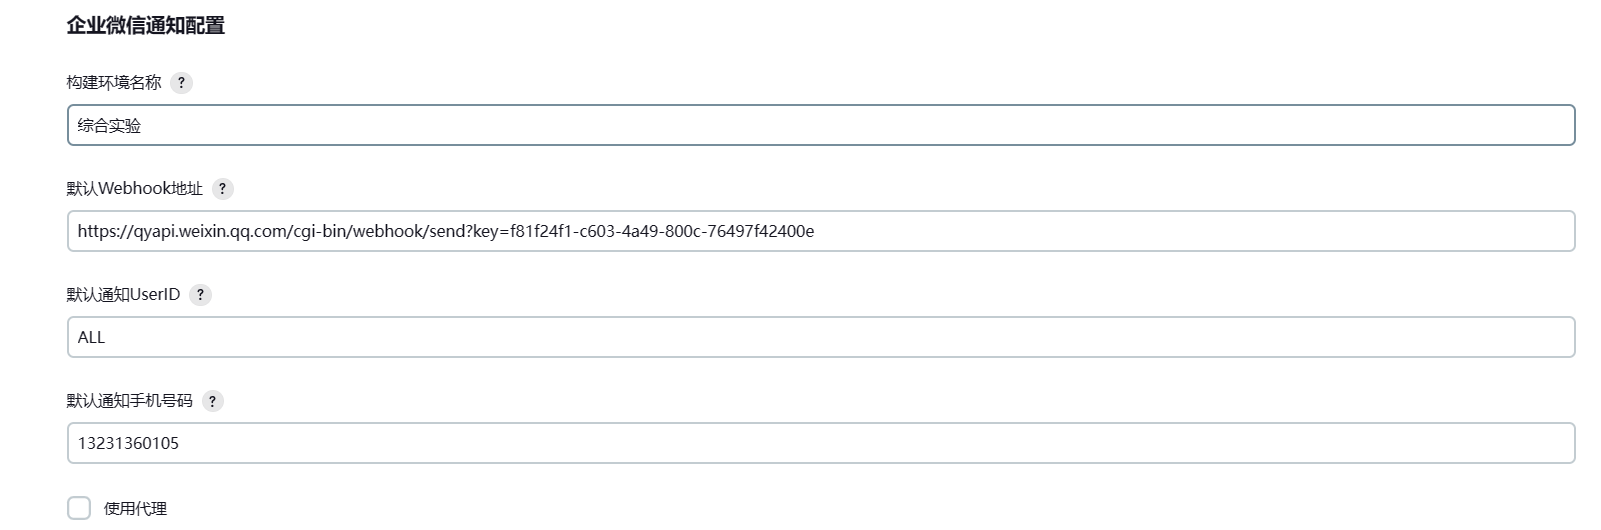 企业微信通知配置
构建环境名称 ?
综合实验
默认Webhook地址 ?
https://qyapi.weixin.qq.com/cgi-bin/webhook/send?key=f81f24f1-c603-4a49-800c-76497f42400e
默认通知UserID ?
ALL
默认通知手机号码 ?
13231360105
使用代理